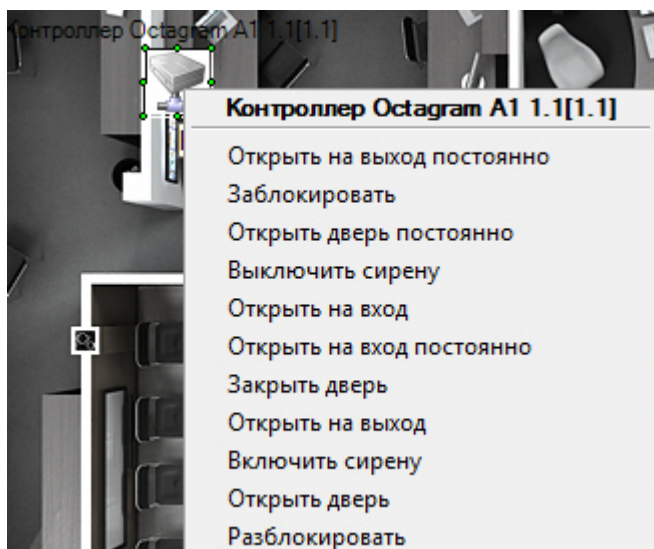 онтроллер Octagram A1 1.1[1.1]
Контроллер Octagram A1 1.1[1.1]
Открыть на выход постоянно
Заблокировать
Открыть дверь постоянно
Выключить сирену
Открыть на вход
Открыть на вход постоянно
Закрыть дверь
Открыть на выход
Включить сирену
Открыть дверь
Разблокировать